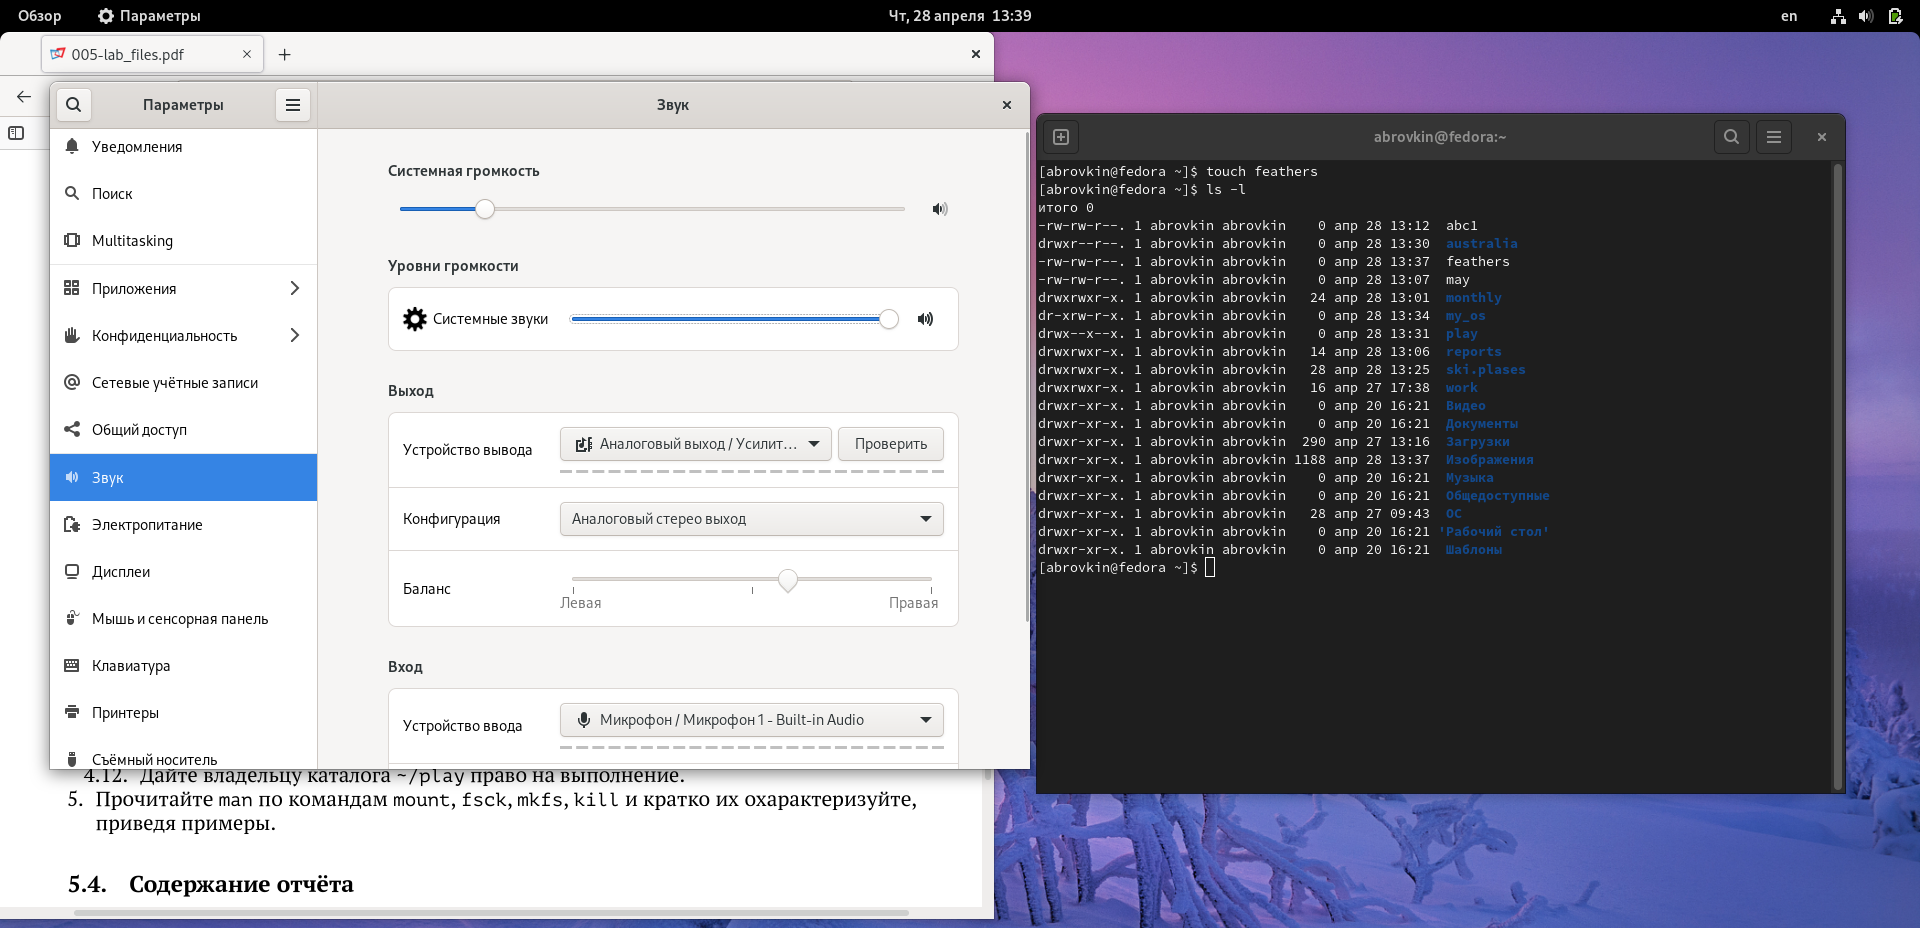 Обзор
Параметры
Чт, 28 апреля 13:39
en
005-lab_files.pdf
Параметры
Звук
Уведомления
Поиск
Multitasking
Приложения
Конфиденциальность
Сетевые учётные записи
Общий доступ
Звук
Электропитание
Дисплеи
Мышь и сенсорная панель
Клавиатура
Принтеры
Съёмный носитель
Системная громкость
Уровни громкости
Системные звуки
Выход
Устройство вывода
Аналоговый выход / Усилит...
Проверить
Конфигурация
Аналоговый стерео выход
Баланс
Левая
Правая
Вход
Устройство ввода
Микрофон / Микрофон 1 - Built-in Audio
4.12. Дайте владельцу каталога ~/play право на выполнение.
5. Прочитайте man по командам mount, fsck, mkfs, kill и кратко их охарактеризуйте,
приведя примеры.
5.4. Содержание отчёта
abrovkin@fedora:~
[abrovkin@fedora ~]$ touch feathers
[abrovkin@fedora ~]$ ls -l
итого 0
-rw-rw-r--. 1 abrovkin abrovkin    0 апр 28 13:12  abc1
drwxr--r--. 1 abrovkin abrovkin    0 апр 28 13:30  australia
-rw-rw-r--. 1 abrovkin abrovkin    0 апр 28 13:37  feathers
-rw-rw-r--. 1 abrovkin abrovkin    0 апр 28 13:07  may
drwxrwxr-x. 1 abrovkin abrovkin   24 апр 28 13:01  monthly
dr-xrw-r-x. 1 abrovkin abrovkin    0 апр 28 13:34  my_os
drwx--x--x. 1 abrovkin abrovkin    0 апр 28 13:31  play
drwxrwxr-x. 1 abrovkin abrovkin   14 апр 28 13:06  reports
drwxrwxr-x. 1 abrovkin abrovkin   28 апр 28 13:25  ski.plases
drwxrwxr-x. 1 abrovkin abrovkin   16 апр 27 17:38  work
drwxr-xr-x. 1 abrovkin abrovkin    0 апр 20 16:21  Видео
drwxr-xr-x. 1 abrovkin abrovkin    0 апр 20 16:21  Документы
drwxr-xr-x. 1 abrovkin abrovkin  290 апр 27 13:16  Загрузки
drwxr-xr-x. 1 abrovkin abrovkin 1188 апр 28 13:37  Изображения
drwxr-xr-x. 1 abrovkin abrovkin    0 апр 20 16:21  Музыка
drwxr-xr-x. 1 abrovkin abrovkin    0 апр 20 16:21  Общедоступные
drwxr-xr-x. 1 abrovkin abrovkin   28 апр 27 09:43  ОС
drwxr-xr-x. 1 abrovkin abrovkin    0 апр 20 16:21 'Рабочий стол'
drwxr-xr-x. 1 abrovkin abrovkin    0 апр 20 16:21  Шаблоны
[abrovkin@fedora ~]$